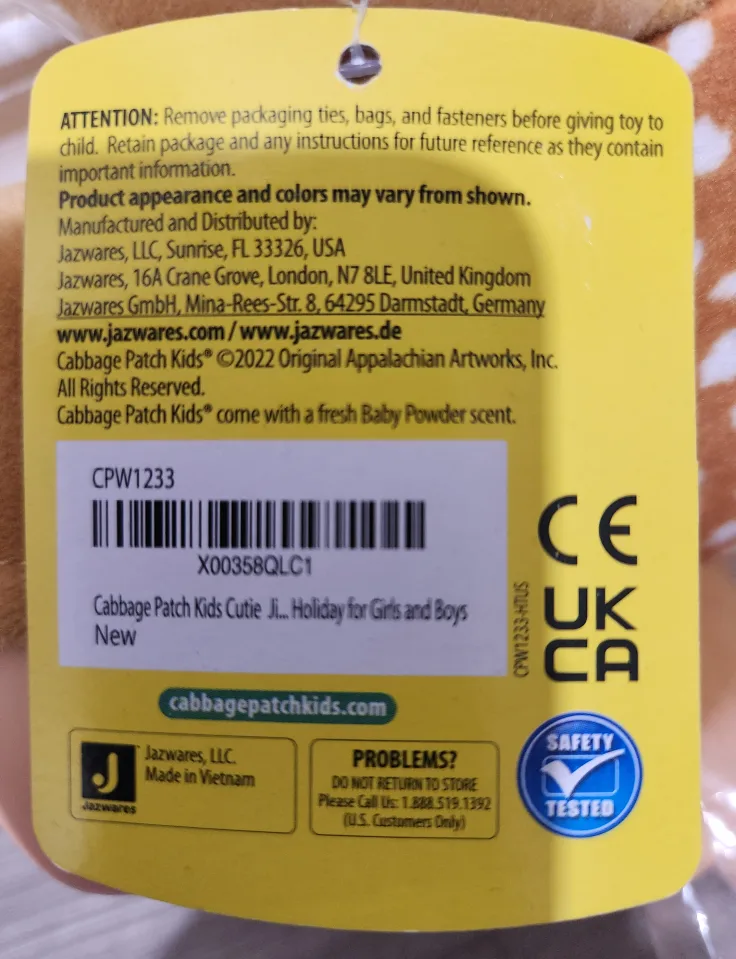 ATTENTION: Remove packaging ties, bags, and fasteners before giving toy to
child. Retain package and any instructions for future reference as they contain
important information.
Product appearance and colors may vary from shown.
Manufactured and Distributed by:
Jazwares, LLC, Sunrise, FL 33326, USA
Jazwares, 16A Crane Grove, London, N7 8LE, United Kingdom
Jazwares GmbH, Mina-Rees-Str. 8, 64295 Darmstadt, Germany
www.jazwares.com / www.jazwares.de
Cabbage Patch Kids® ©2022 Original Appalachian Artworks, Inc.
All Rights Reserved.
Cabbage Patch Kids® come with a fresh Baby Powder scent.
CPW1233
X00358QLC1
Cabbage Patch Kids Cutie Ji... Holiday for Girls and Boys
New
CE
UK
CA
CPW1233-HTUS
cabbagepatchkids.com
J
Jazwares
Jazwares, LLC.
Made in Vietnam
PROBLEMS?
DO NOT RETURN TO STORE
Please Call Us: 1.888.519.1392
(U.S. Customers Only)
SAFETY
TESTED